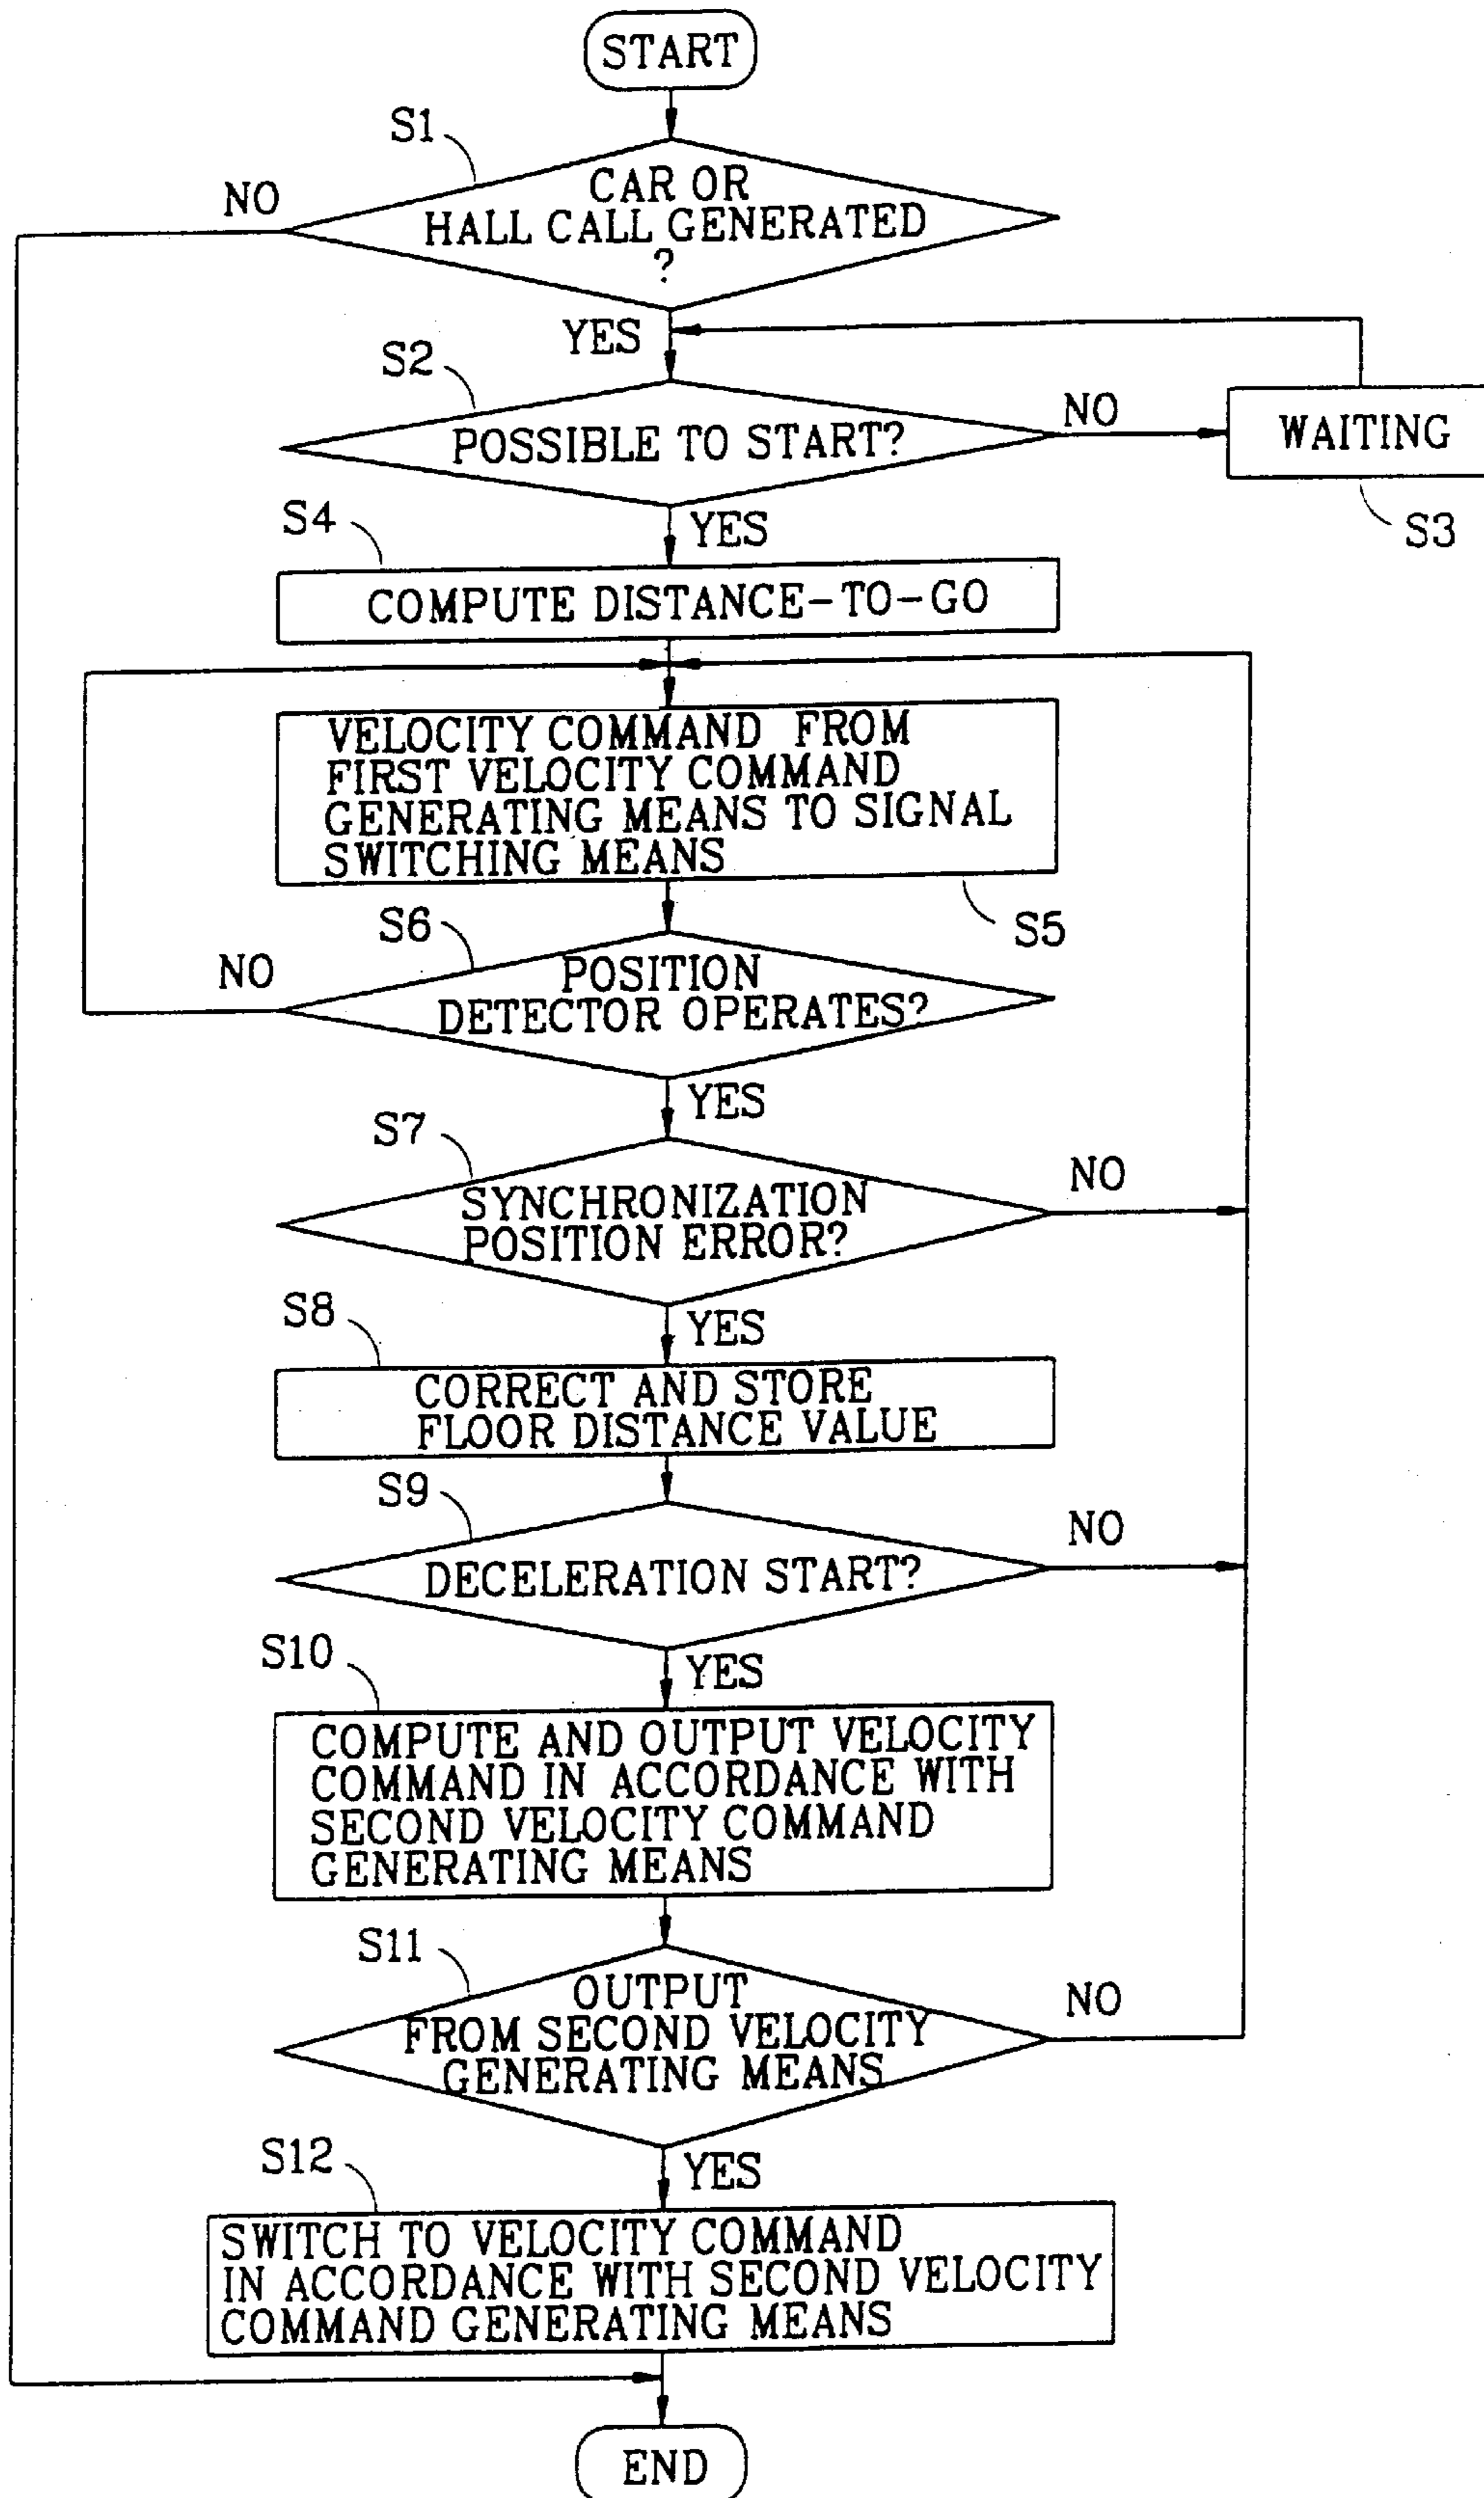 START
S1
NO
CAR OR
HALL CALL GENERATED
?
YES
S2
POSSIBLE TO START?
NO
WAITING
S3
YES
S4
COMPUTE DISTANCE-TO-GO
VELOCITY COMMAND FROM
FIRST VELOCITY COMMAND
GENERATING MEANS TO SIGNAL
SWITCHING MEANS
S5
S6
NO
POSITION
DETECTOR OPERATES?
YES
S7
NO
SYNCHRONIZATION
POSITION ERROR?
YES
S8
CORRECT AND STORE
FLOOR DISTANCE VALUE
S9
NO
DECELERATION START?
YES
S10
COMPUTE AND OUTPUT VELOCITY
COMMAND IN ACCORDANCE WITH
SECOND VELOCITY COMMAND
GENERATING MEANS
S11
NO
OUTPUT
FROM SECOND VELOCITY
GENERATING MEANS
YES
S12
SWITCH TO VELOCITY COMMAND
IN ACCORDANCE WITH SECOND VELOCITY
COMMAND GENERATING MEANS
END